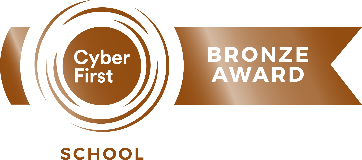 Cyber
First
BRONZE
AWARD
SCHOOL